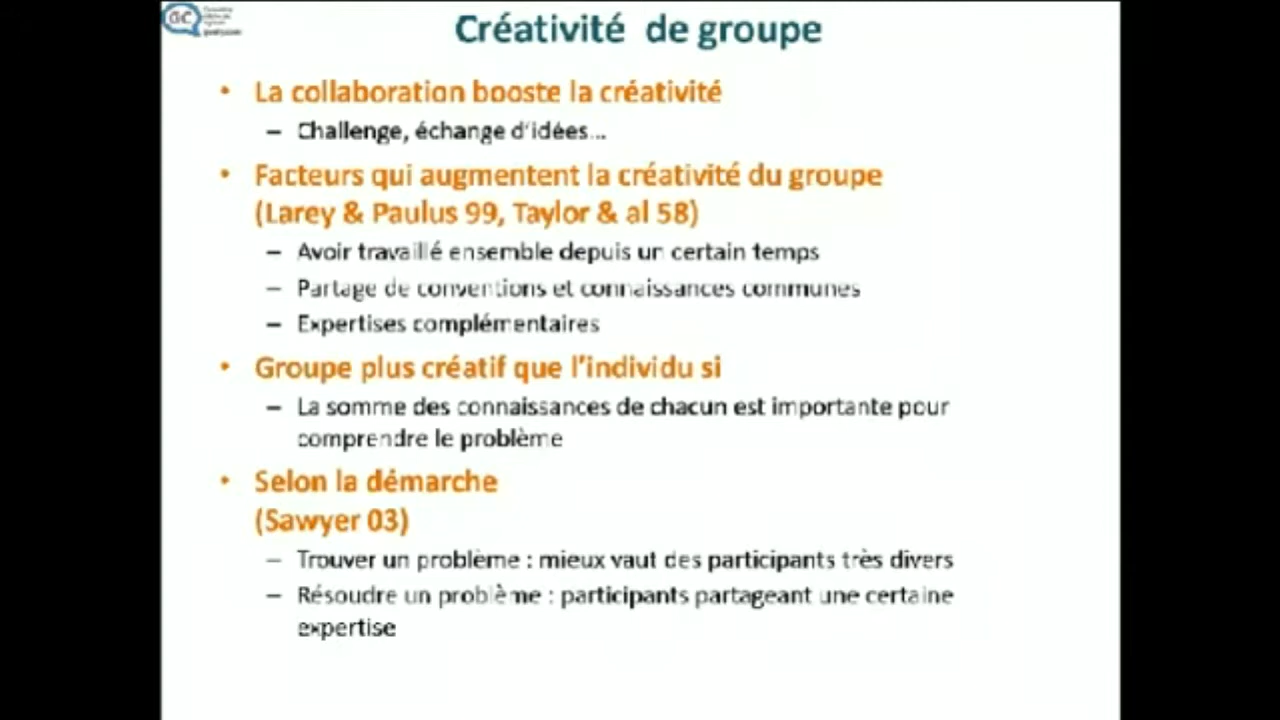 GC
Créativité de groupe
• La collaboration booste la créativité
– Challenge, échange d'idées...
• Facteurs qui augmentent la créativité du groupe
(Larey & Paulus 99, Taylor & al 58)
– Avoir travaillé ensemble depuis un certain temps
– Partage de conventions et connaissances communes
– Expertises complémentaires
• Groupe plus créatif que l'individu si
– La somme des connaissances de chacun est importante pour
comprendre le problème
• Selon la démarche
(Sawyer 03)
– Trouver un problème : mieux vaut des participants très divers
– Résoudre un problème : participants partageant une certaine
expertise